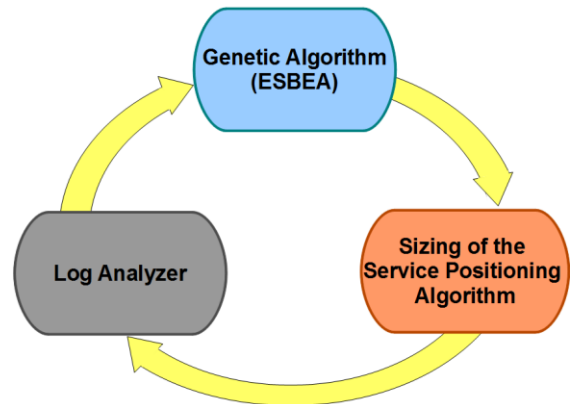 Genetic Algorithm
(ESBEA)
Sizing of the
Service Positioning
Algorithm
Log Analyzer